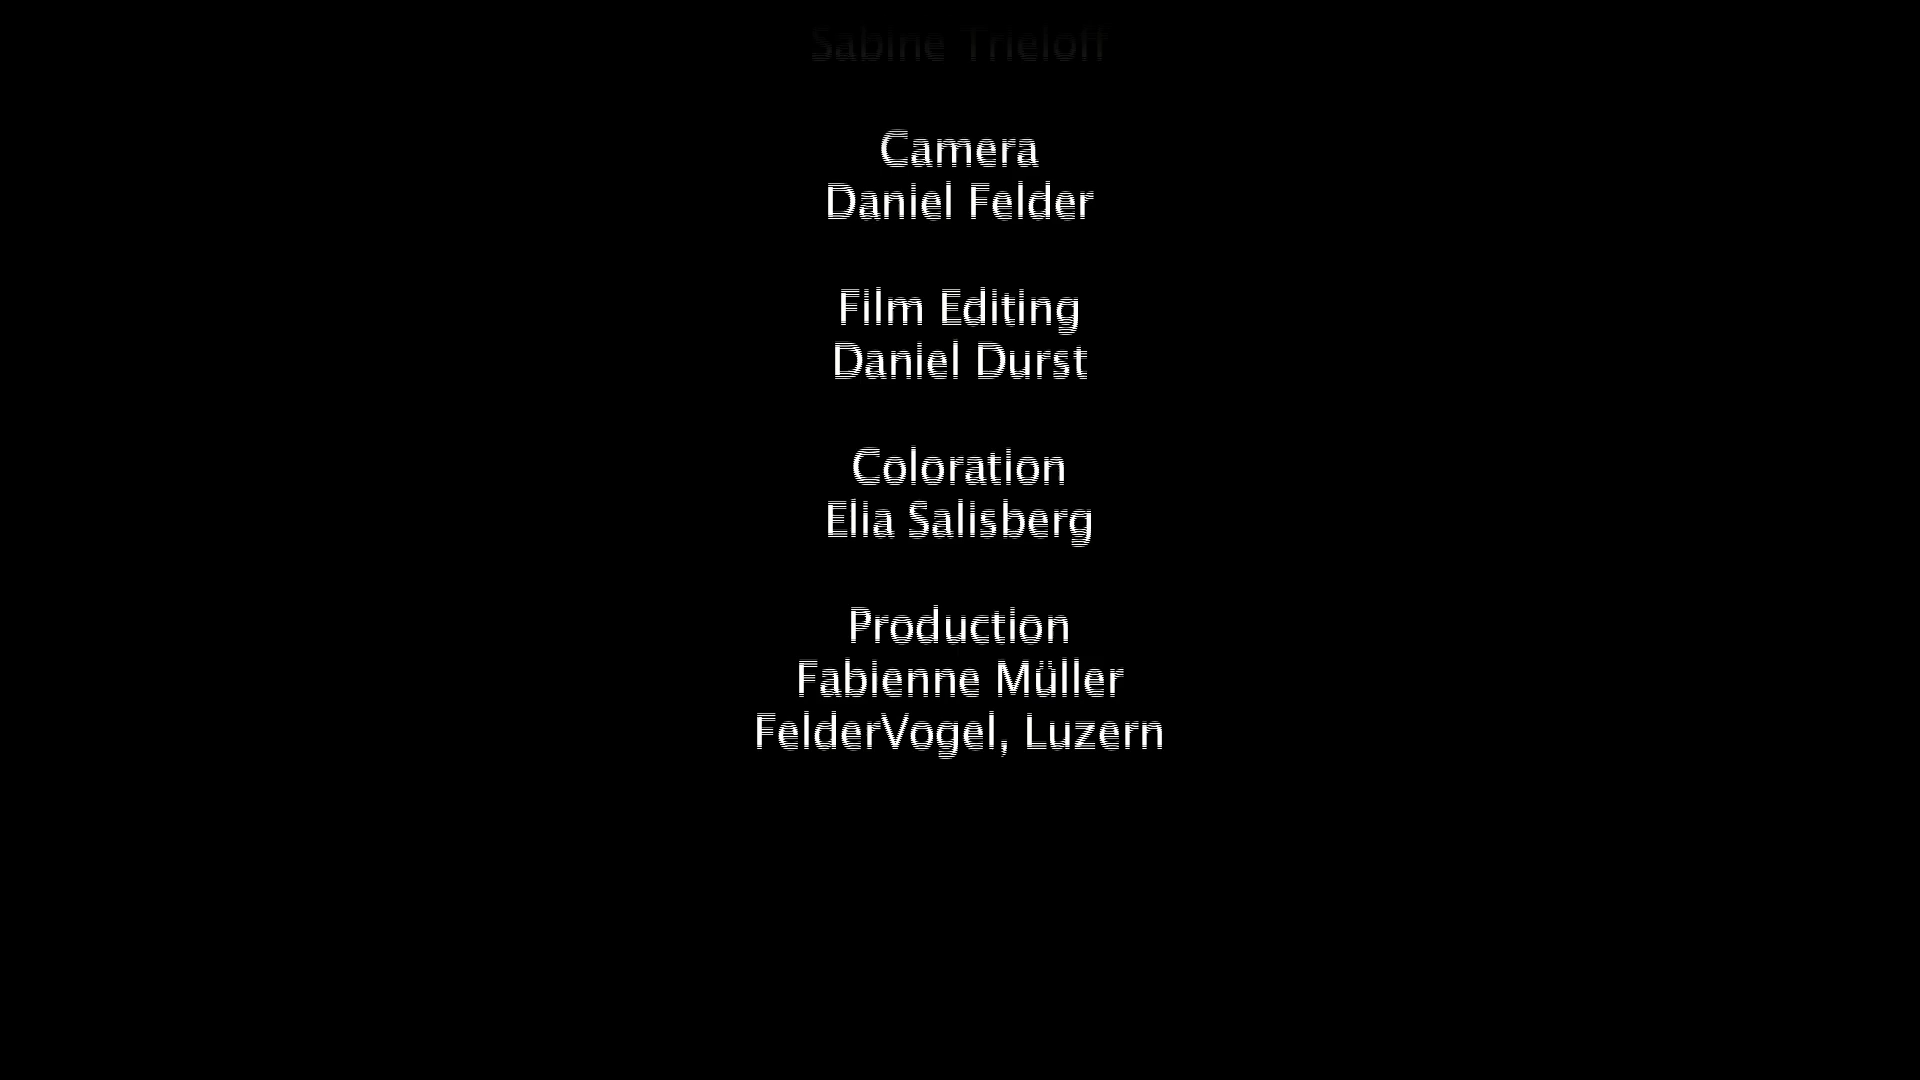 Sabine Trieloff
Camera
Daniel Felder
Film Editing
Daniel Durst
Coloration
Elia Salisberg
Production
Fabienne Müller
FelderVogel, Luzern